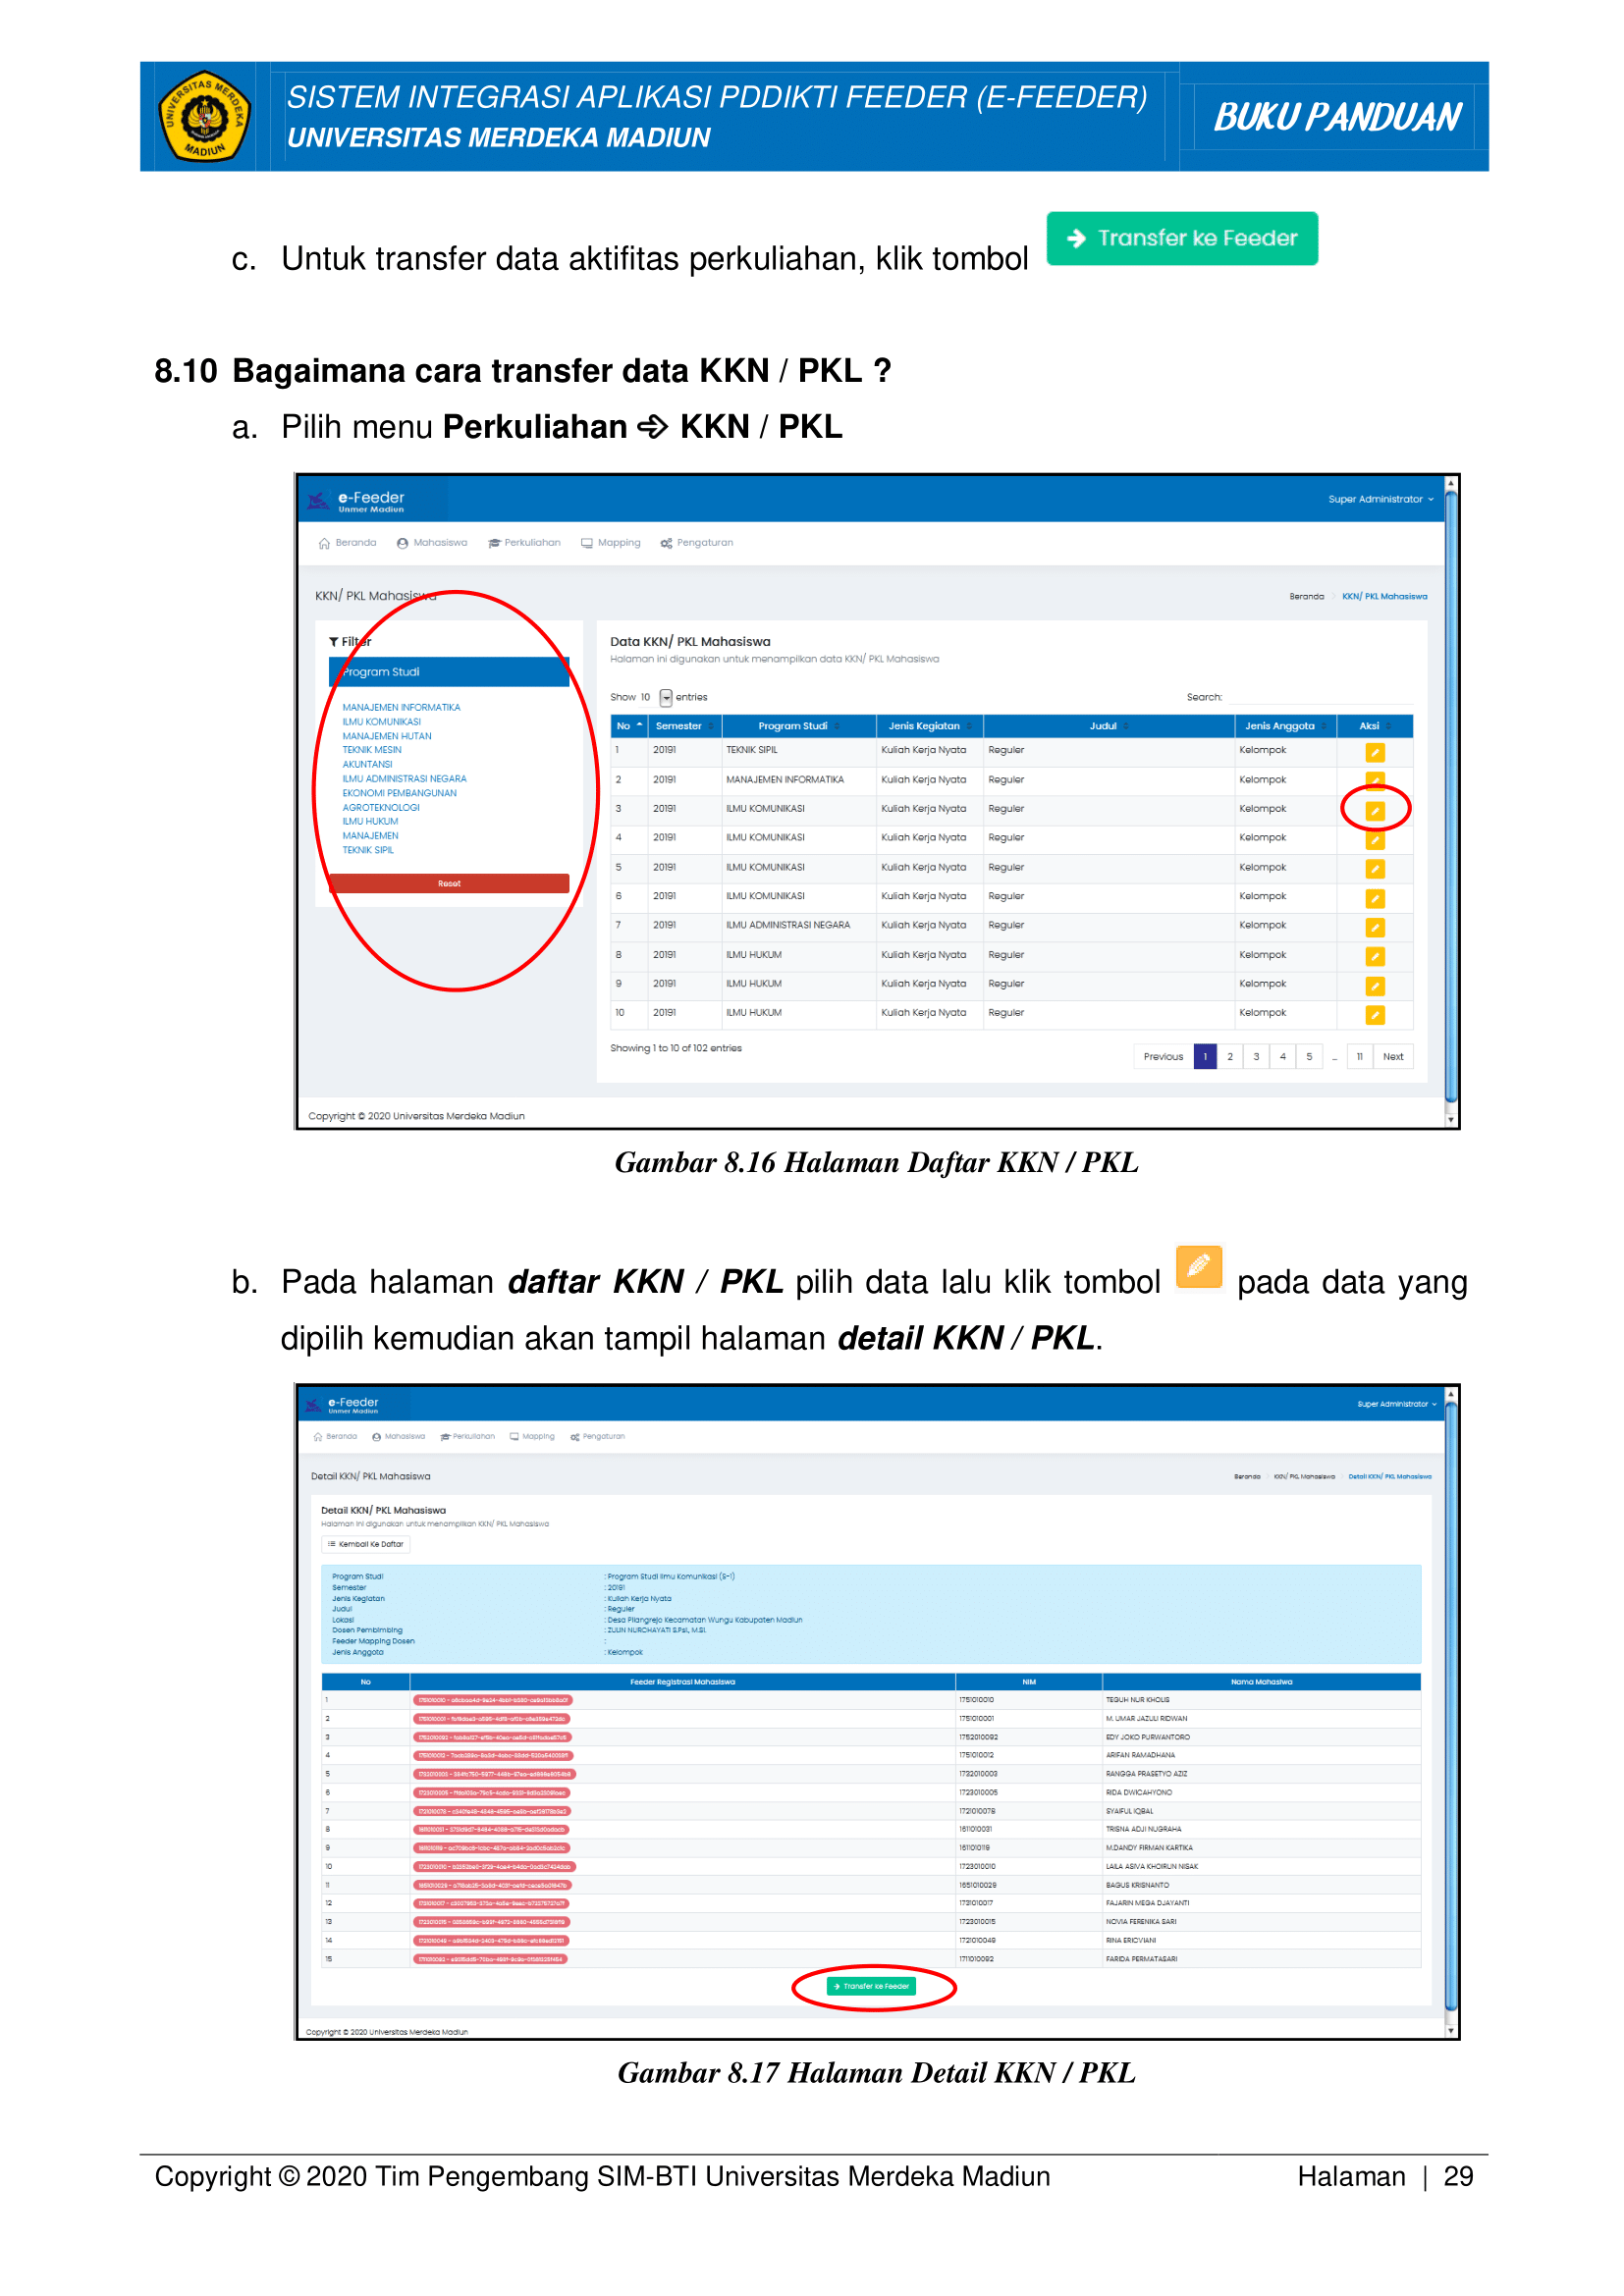 UNIVERSITAS MERDEKA
MADIUN
SISTEM INTEGRASI APLIKASI PDDIKTI FEEDER (E-FEEDER)
UNIVERSITAS MERDEKA MADIUN
BUKU PANDUAN
c. Untuk transfer data aktifitas perkuliahan, klik tombol Transfer ke Feeder
8.10 Bagaimana cara transfer data KKN / PKL ?
a. Pilih menu Perkuliahan ➪ KKN / PKL
e-Feeder
Unmer Madiun
Super Administrator
Beranda Mahasiswa Perkuliahan Mapping Pengaturan
KKN/ PKL Mahasiswa
Beranda KKN/ PKL Mahasiswa
Filter
Program Studi
MANAJEMEN INFORMATIKA
ILMU KOMUNIKASI
MANAJEMEN HUTAN
TEKNIK MESIN
AKUNTANSI
ILMU ADMINISTRASI NEGARA
EKONOMI PEMBANGUNAN
AGROTEKNOLOGI
ILMU HUKUM
MANAJEMEN
TEKNIK SIPIL
Reset
Data KKN/ PKL Mahasiswa
Halaman ini digunakan untuk menampilkan data KKN/ PKL Mahasiswa
Show 10 entries Search:
No Semester Program Studi Jenis Kegiatan Judul Jenis Anggota Aksi
1 20191 TEKNIK SIPIL Kuliah Kerja Nyata Reguler Kelompok
2 20191 MANAJEMEN INFORMATIKA Kuliah Kerja Nyata Reguler Kelompok
3 20191 ILMU KOMUNIKASI Kuliah Kerja Nyata Reguler Kelompok
4 20191 ILMU KOMUNIKASI Kuliah Kerja Nyata Reguler Kelompok
5 20191 ILMU KOMUNIKASI Kuliah Kerja Nyata Reguler Kelompok
6 20191 ILMU KOMUNIKASI Kuliah Kerja Nyata Reguler Kelompok
7 20191 ILMU ADMINISTRASI NEGARA Kuliah Kerja Nyata Reguler Kelompok
8 20191 ILMU HUKUM Kuliah Kerja Nyata Reguler Kelompok
9 20191 ILMU HUKUM Kuliah Kerja Nyata Reguler Kelompok
10 20191 ILMU HUKUM Kuliah Kerja Nyata Reguler Kelompok
Showing 1 to 10 of 102 entries
Previous 1 2 3 4 5 ... 11 Next
Copyright © 2020 Universitas Merdeka Madiun
Gambar 8.16 Halaman Daftar KKN / PKL
b. Pada halaman daftar KKN / PKL pilih data lalu klik tombol pada data yang
dipilih kemudian akan tampil halaman detail KKN / PKL.
e-Feeder
Unmer Madiun
Super Administrator
Beranda Mahasiswa Perkuliahan Mapping Pengaturan
Detail KKN/ PKL Mahasiswa
Beranda KKN/ PKL Mahasiswa Detail KKN/ PKL Mahasiswa
Detail KKN/ PKL Mahasiswa
Halaman ini digunakan untuk menampilkan KKN/ PKL Mahasiswa
Kembali Ke Daftar
Program Studi : Program Studi Ilmu Komunikasi (S-1)
Semester : 20191
Jenis Kegiatan : Kuliah Kerja Nyata
Judul : Reguler
Lokasi : Desa Pilangrejo Kecamatan Wungu Kabupaten Madiun
Dosen Pembimbing : ZULIN NURCHAYATI S.Psi., M.Si.
Feeder Mapping Dosen :
Jenis Anggota : Kelompok
No Feeder Registrasi Mahasiswa NIM Nama Mahasiwa
1 1751010010 TEGUH NUR KHOLIS
2 1751010001 M. UMAR JAZULI RIDWAN
3 1752010092 EDY JOKO PURWANTORO
4 1751010012 ARIFAN RAMADHANA
5 1732010003 RANGGA PRASETYO AZIZ
6 1723010005 RIDA DWICAHYONO
7 1721010078 SYAIFUL IQBAL
8 1611010031 TRISNA ADJI NUGRAHA
9 1611010119 M.DANDY FIRMAN KARTIKA
10 1723010010 LAILA ASIVA KHOIRUN NISAK
11 1651010029 BAGUS KRISNANTO
12 1731010017 FAJARIN MEGA DJAYANTI
13 1723010015 NOVIA FERENIKA SARI
14 1721010049 RINA ERICVIANI
15 1711010092 FARIDA PERMATASARI
Transfer ke Feeder
Copyright © 2020 Universitas Merdeka Madiun
Gambar 8.17 Halaman Detail KKN / PKL
Copyright © 2020 Tim Pengembang SIM-BTI Universitas Merdeka Madiun Halaman | 29